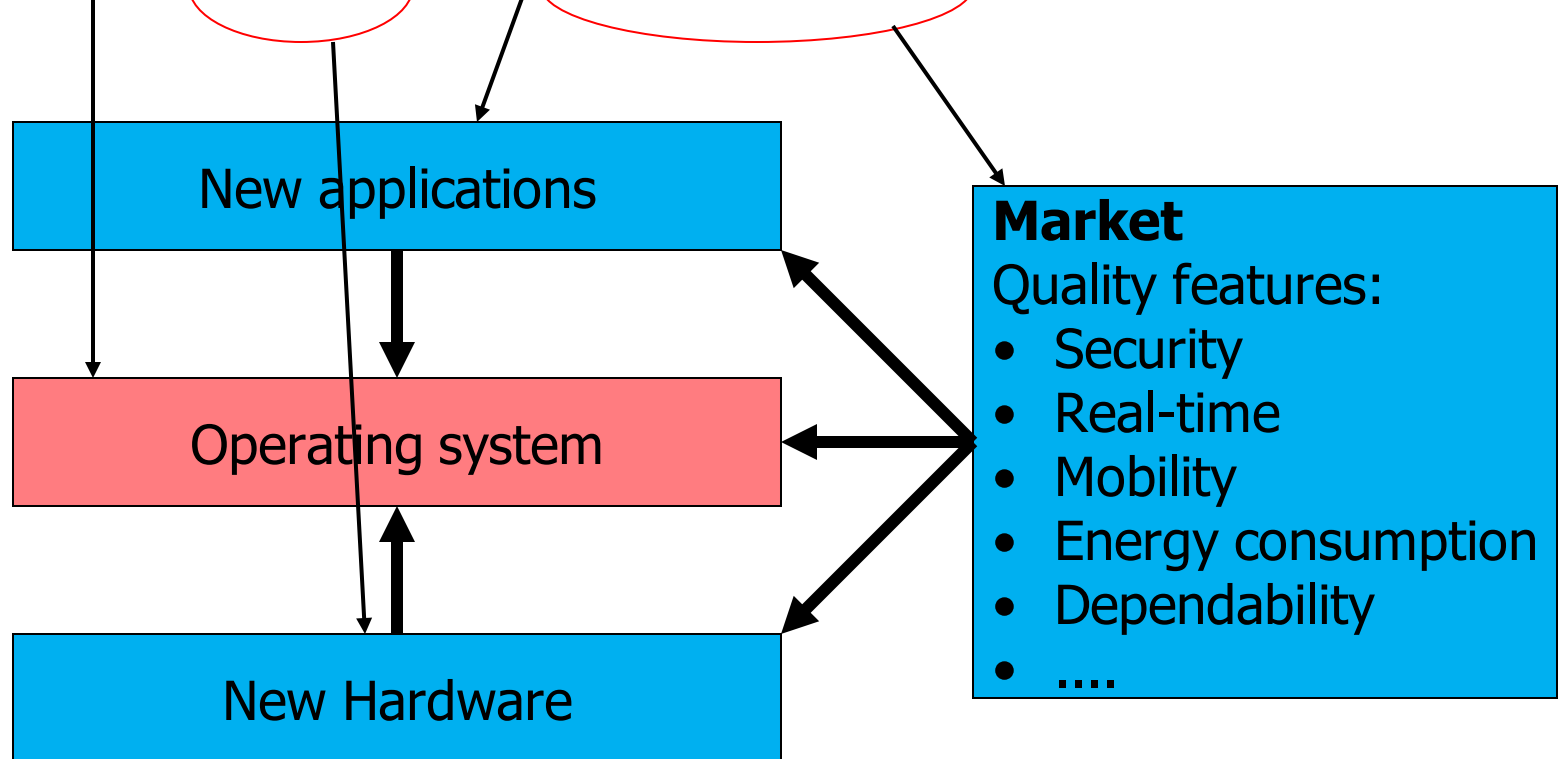 New applications
Operating system
New Hardware
Market
Quality features:
• Security
• Real-time
• Mobility
• Energy consumption
• Dependability
• ....